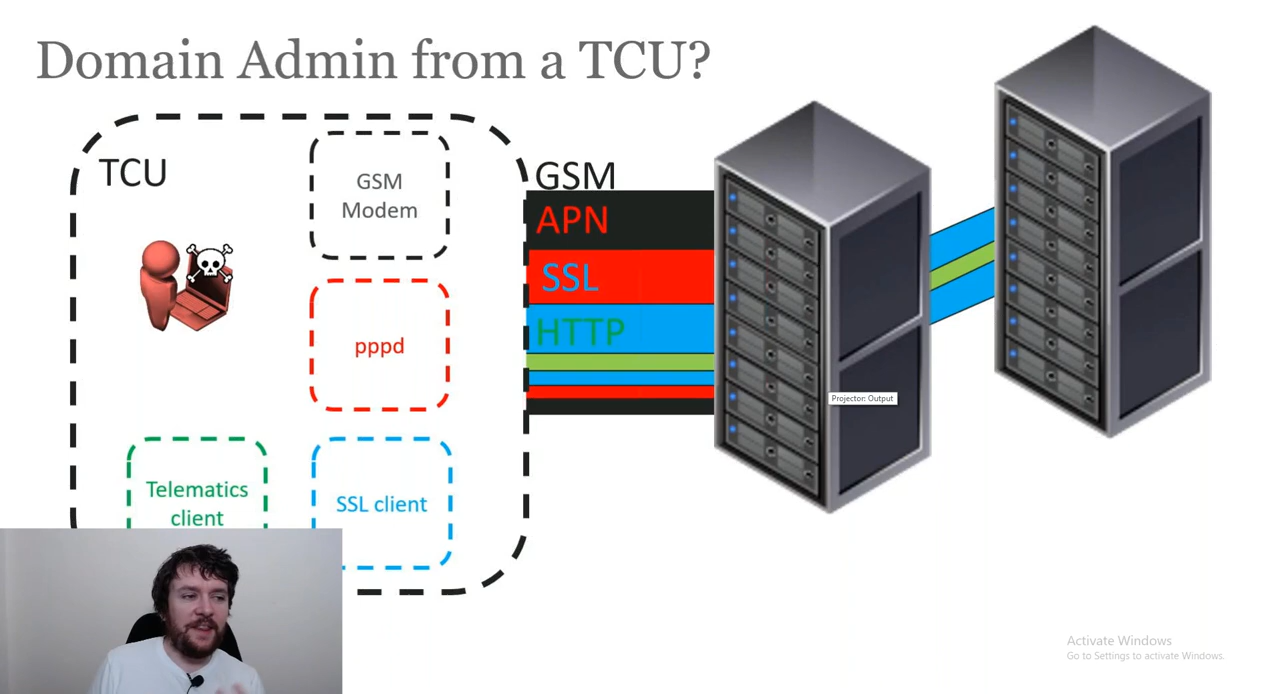 Domain Admin from a TCU?
TCU
GSM
Modem
GSM
APN
SSL
HTTP
pppd
Projector: Output
Telematics
client
SSL client
Activate Windows
Go to Settings to activate Windows.